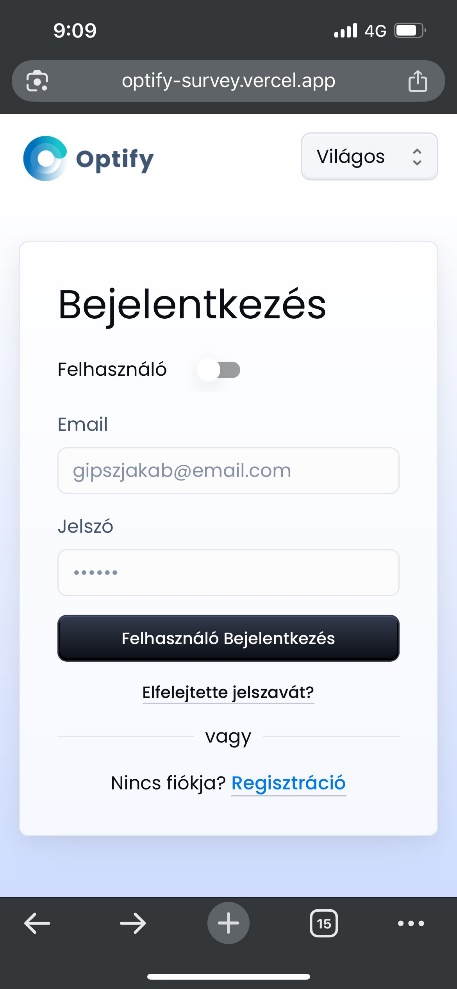 9:09
4G
optify-survey.vercel.app
Optify
Világos
Bejelentkezés
Felhasználó
Email
gipszjakab@email.com
Jelszó
••••••
Felhasználó Bejelentkezés
Elfelejtette jelszavát?
vagy
Nincs fiókja? Regisztráció
15